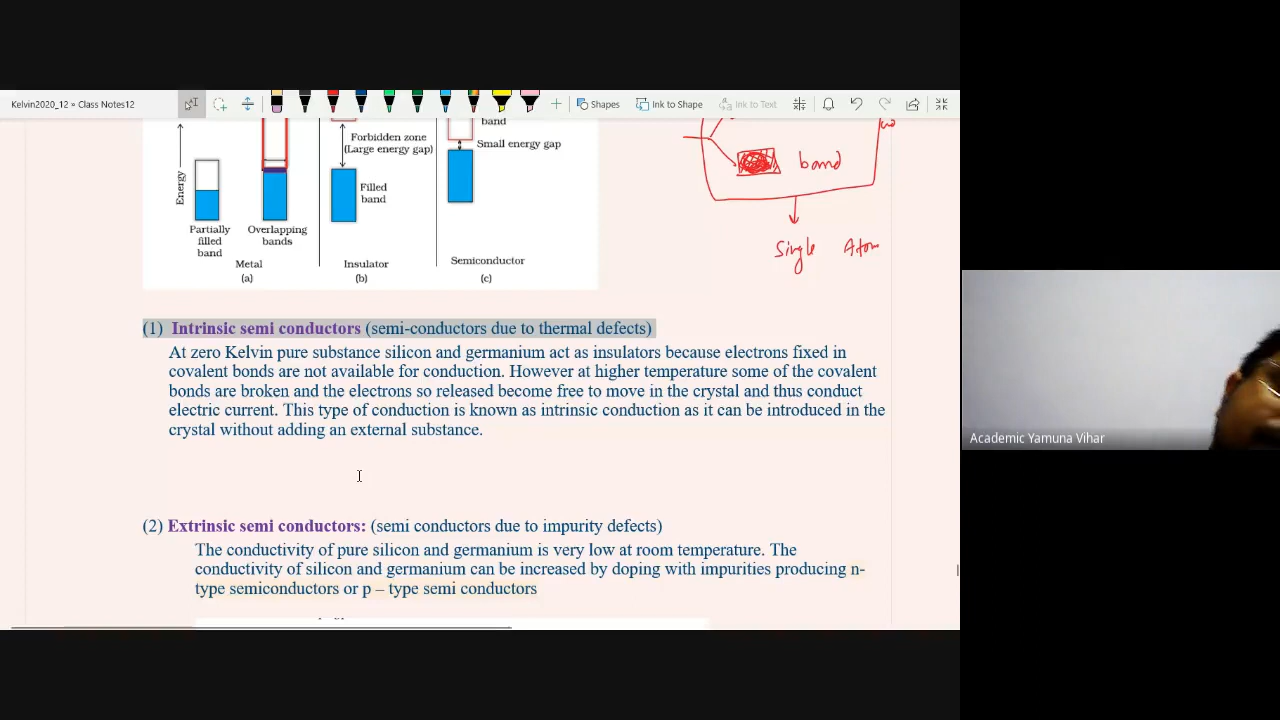 Kelvin2020_12 » Class Notes12
Shapes
Ink to Shape
Ink to Text
band
Forbidden zone
(Large energy gap)
Small energy gap
Energy
Filled
band
Partially
filled
band
Overlapping
bands
Metal
Insulator
Semiconductor
(a)
(b)
(c)
band
Single Atom
(1) Intrinsic semi conductors (semi-conductors due to thermal defects)
At zero Kelvin pure substance silicon and germanium act as insulators because electrons fixed in
covalent bonds are not available for conduction. However at higher temperature some of the covalent
bonds are broken and the electrons so released become free to move in the crystal and thus conduct
electric current. This type of conduction is known as intrinsic conduction as it can be introduced in the
crystal without adding an external substance.
(2) Extrinsic semi conductors: (semi conductors due to impurity defects)
The conductivity of pure silicon and germanium is very low at room temperature. The
conductivity of silicon and germanium can be increased by doping with impurities producing n-
type semiconductors or p – type semi conductors
Academic Yamuna Vihar